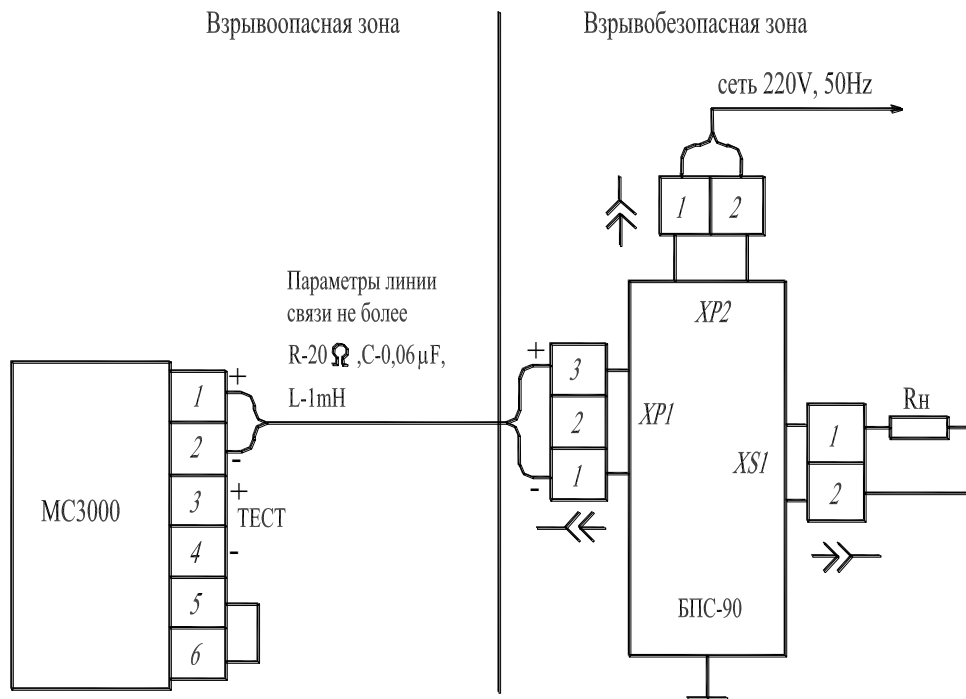 Взрывоопасная зона
Взрывобезопасная зона
сеть 220V, 50Hz
1 2
XP2
Параметры линии
связи не более
R-20 Ω ,C-0,06 μF,
L-1mH
+
3
2
1
-
XP1
XS1
1
2
Rн
МС3000
1
2
3
4
5
6
+
-
+
ТЕСТ
-
БПС-90